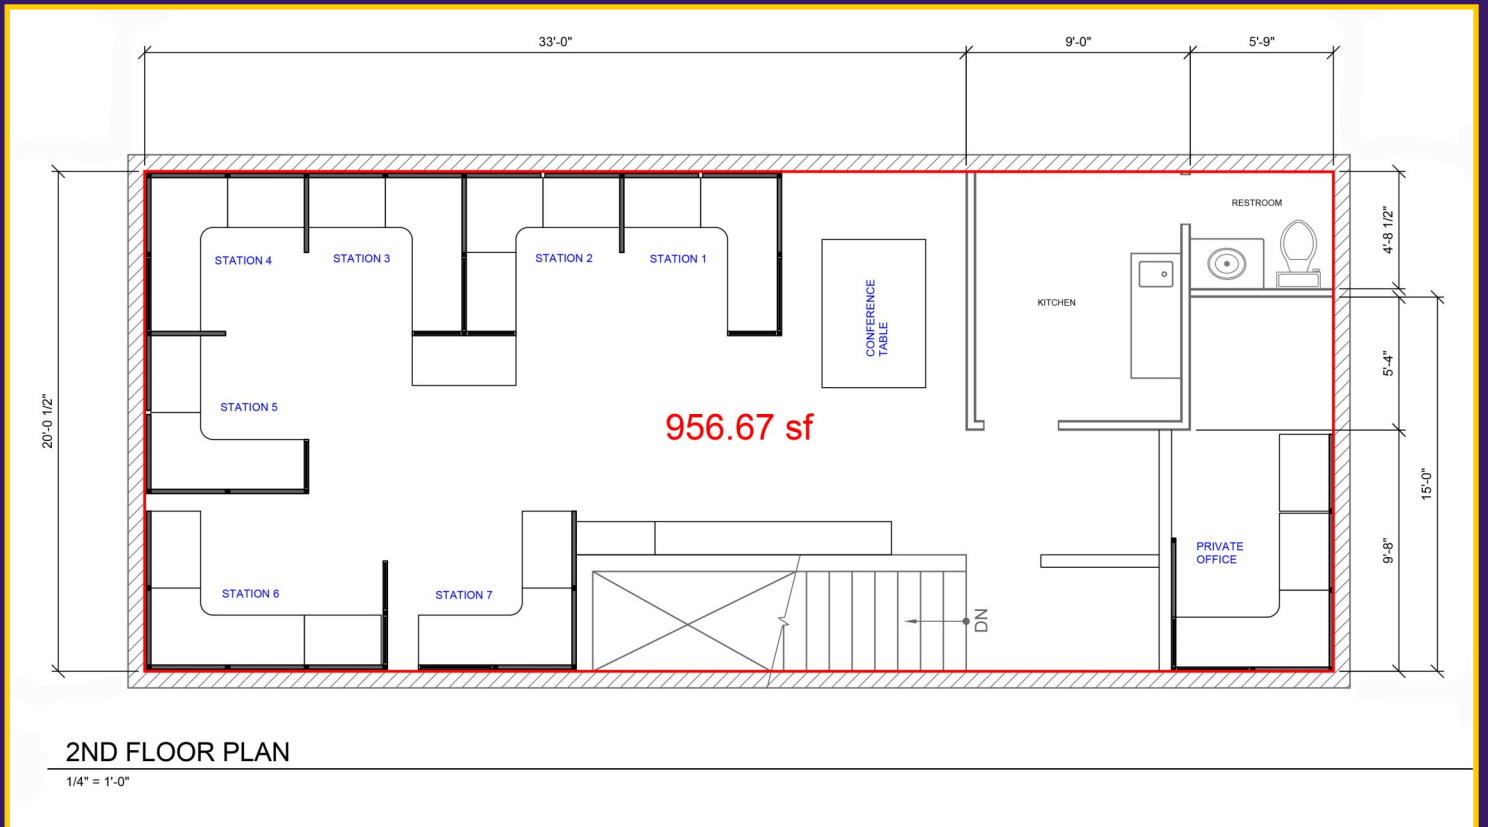 33'-0"
9'-0"
5'-9"
RESTROOM
4'-8 1/2"
STATION 4
STATION 3
STATION 2
STATION 1
CONFERENCE
TABLE
KITCHEN
5'-4"
20'-0 1/2"
STATION 5
956.67 sf
15'-0"
PRIVATE
OFFICE
9'-8"
STATION 6
STATION 7
DN
2ND FLOOR PLAN
1/4" = 1'-0"